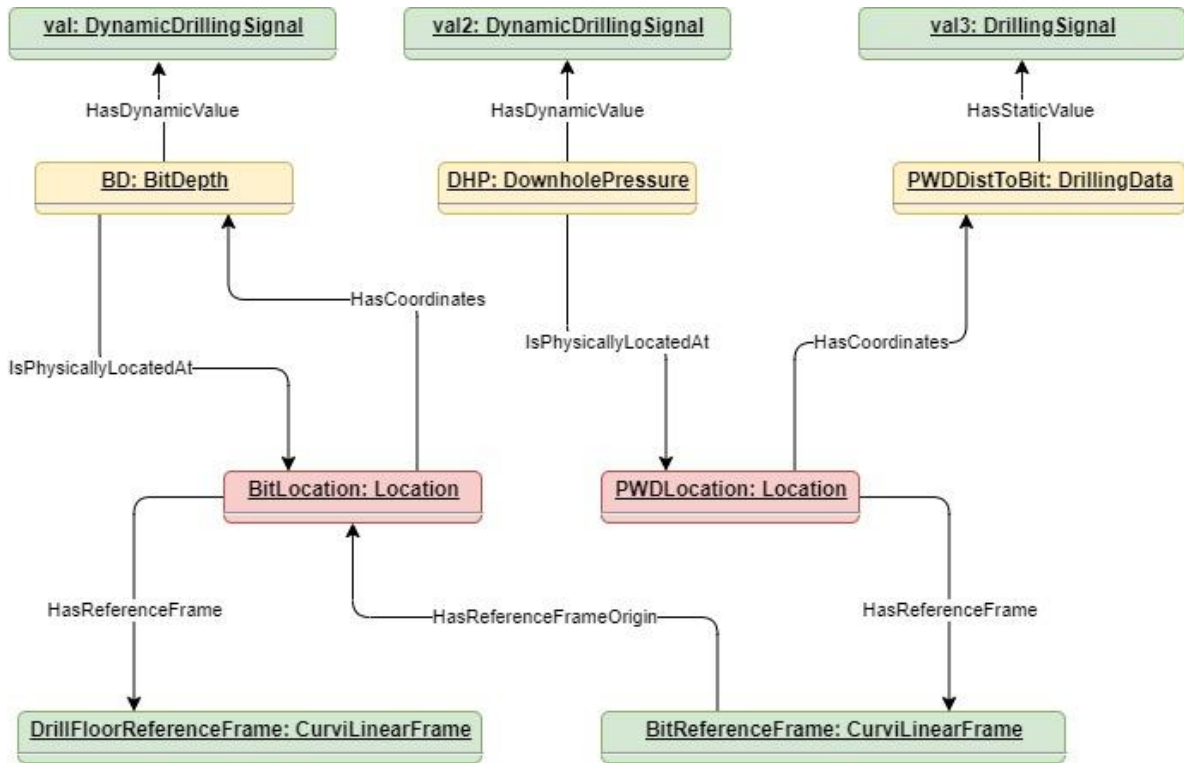 val: DynamicDrillingSignal
val2: DynamicDrillingSignal
val3: DrillingSignal
HasDynamicValue
HasDynamicValue
HasStaticValue
BD: BitDepth
DHP: DownholePressure
PWDDistToBit: DrillingData
HasCoordinates
IsPhysicallyLocatedAt
HasCoordinates
IsPhysicallyLocatedAt
BitLocation: Location
PWDLocation: Location
HasReferenceFrame
HasReferenceFrameOrigin
HasReferenceFrame
DrillFloorReferenceFrame: CurviLinearFrame
BitReferenceFrame: CurviLinearFrame